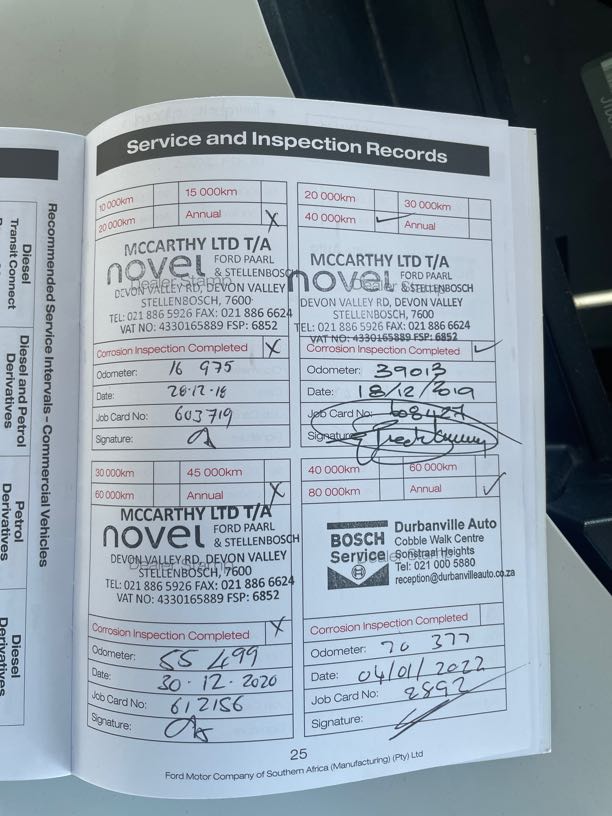 Service and Inspection Records
10 000km 15 000km
20 000km Annual X
MCCARTHY LTD T/A
novel FORD PAARL
& STELLENBOSCH
Dealer Stamp
DEVON VALLEY RD, DEVON VALLEY
STELLENBOSCH, 7600
TEL: 021 886 5926 FAX: 021 886 6624
VAT NO: 4330165889 FSP: 6852
Corrosion Inspection Completed X
Odometer: 16 975
Date: 28.12.18
Job Card No: 603719
Signature:
20 000km 30 000km
40 000km ✓ Annual
MCCARTHY LTD T/A
novel FORD PAARL
& STELLENBOSCH
Dealer Stamp
DEVON VALLEY RD, DEVON VALLEY
STELLENBOSCH, 7600
TEL: 021 886 5926 FAX: 021 886 6624
VAT NO: 4330165889 FSP: 6852
Corrosion Inspection Completed ✓
Odometer: 39013
Date: 18/12/2019
Job Card No: 608427
Signature:
30 000km 45 000km
60 000km Annual X
MCCARTHY LTD T/A
novel FORD PAARL
& STELLENBOSCH
Dealer Stamp
DEVON VALLEY RD, DEVON VALLEY
STELLENBOSCH, 7600
TEL: 021 886 5926 FAX: 021 886 6624
VAT NO: 4330165889 FSP: 6852
Corrosion Inspection Completed X
Odometer: 55 499
Date: 30.12.2020
Job Card No: 612156
Signature:
40 000km 60 000km
80 000km Annual ✓
BOSCH
Service
Durbanville Auto
Cobble Walk Centre
Sonstraal Heights
Dealer Stamp
Tel: 021 000 5880
reception@durbanvilleauto.co.za
Corrosion Inspection Completed
Odometer: 70 377
Date: 04/01/2022
Job Card No: 2892
Signature:
25
Ford Motor Company of Southern Africa (Manufacturing) (Pty) Ltd
Recommended Service Intervals - Commercial Vehicles
Diesel
Transit Connect
Diesel and Petrol
Derivatives
Petrol
Derivatives
Diesel
Derivatives